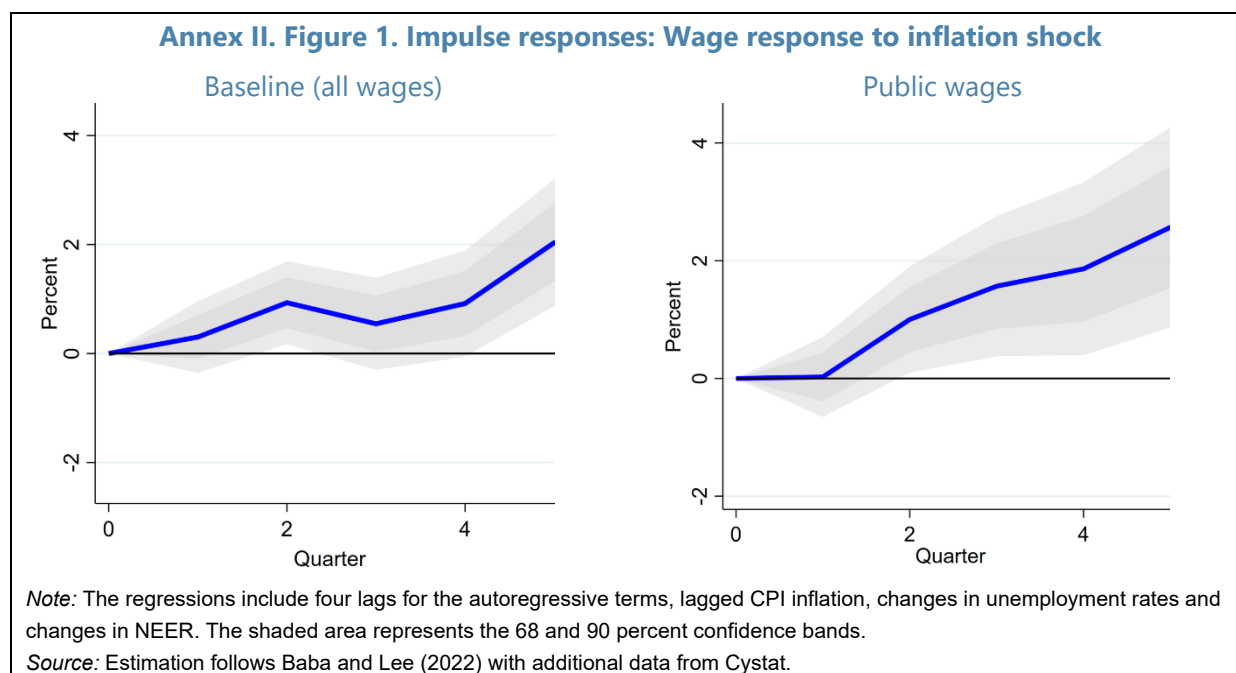 Annex II. Figure 1. Impulse responses: Wage response to inflation shock
Baseline (all wages)
Percent
4
2
0
-2
0
2
4
Quarter
Public wages
Percent
4
2
0
-2
0
2
4
Quarter
Note: The regressions include four lags for the autoregressive terms, lagged CPI inflation, changes in unemployment rates and
changes in NEER. The shaded area represents the 68 and 90 percent confidence bands.
Source: Estimation follows Baba and Lee (2022) with additional data from Cystat.